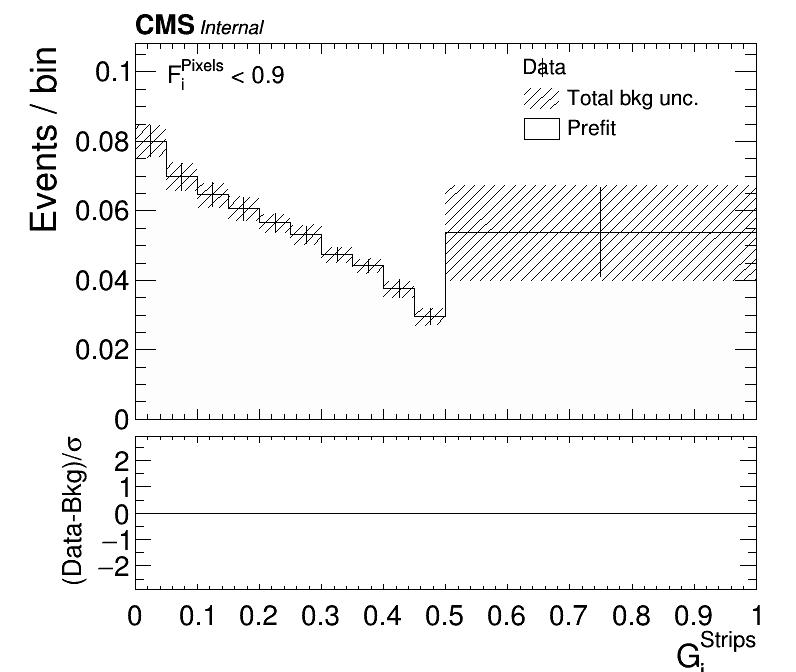 CMS Internal
Events / bin
0.1
0.08
0.06
0.04
0.02
0
F_i^Pixels < 0.9
Data
Total bkg unc.
Prefit
(Data-Bkg)/σ
2
1
0
−1
−2
0 0.1 0.2 0.3 0.4 0.5 0.6 0.7 0.8 0.9 1
G_i^Strips